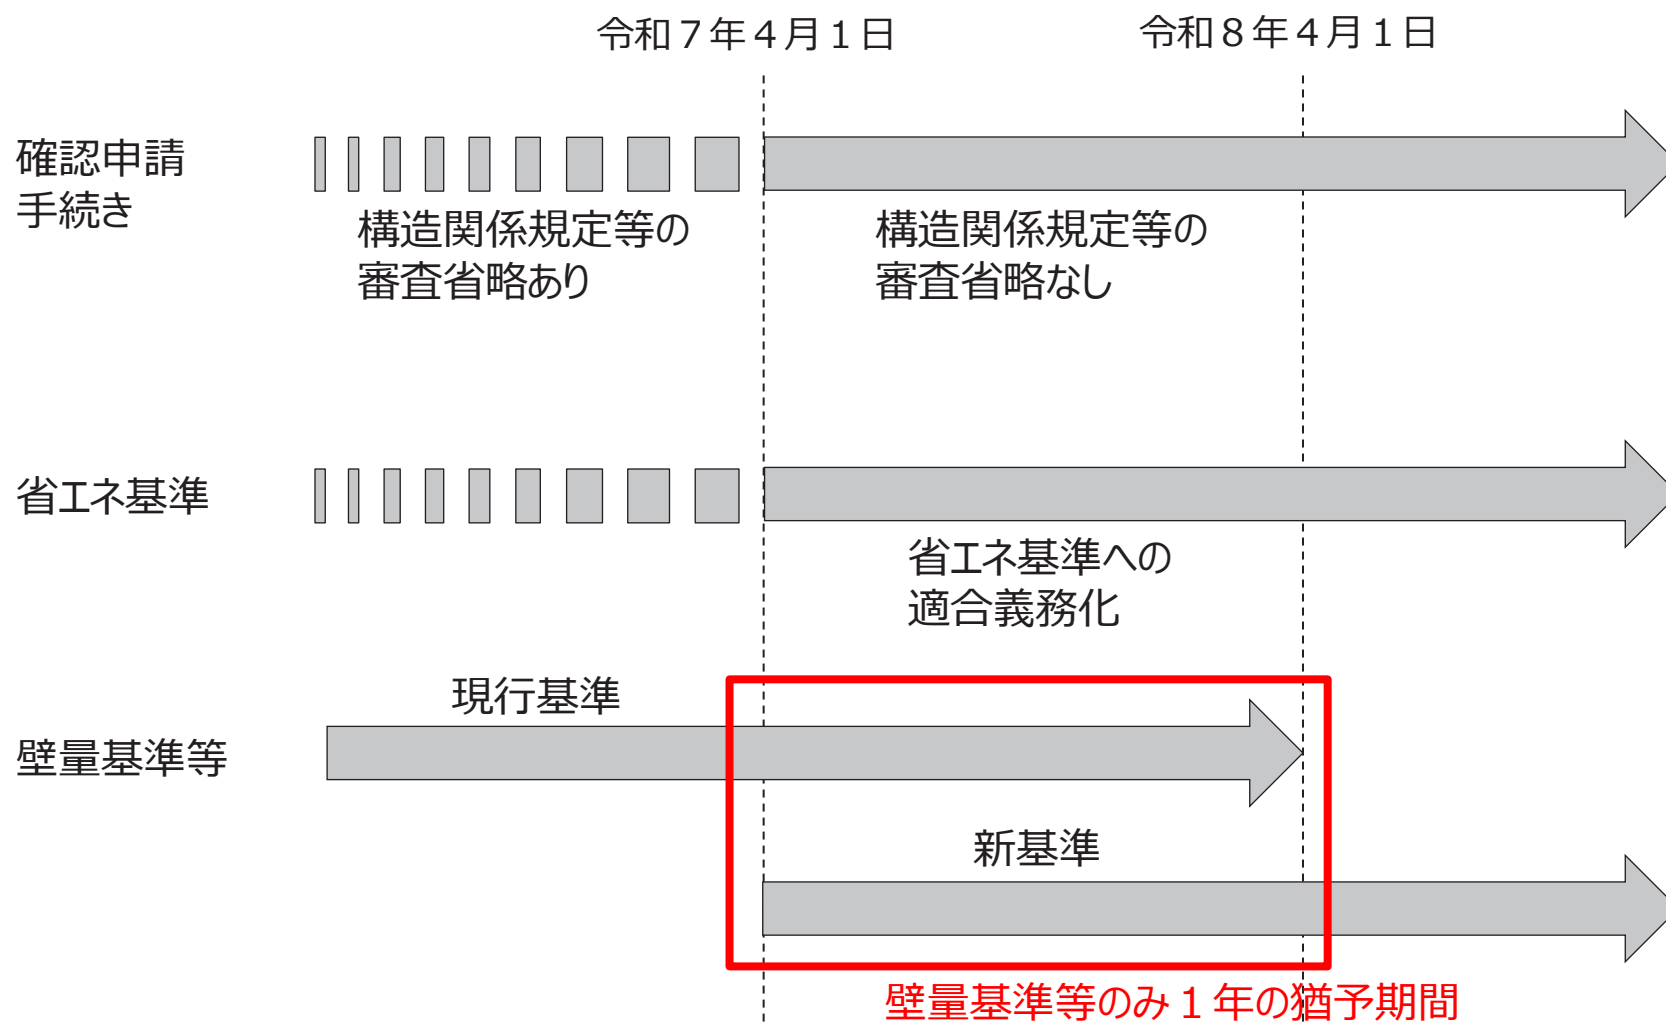 令和７年４月１日
令和８年４月１日
確認申請
手続き
構造関係規定等の
審査省略あり
構造関係規定等の
審査省略なし
省エネ基準
省エネ基準への
適合義務化
現行基準
壁量基準等
新基準
壁量基準等のみ１年の猶予期間